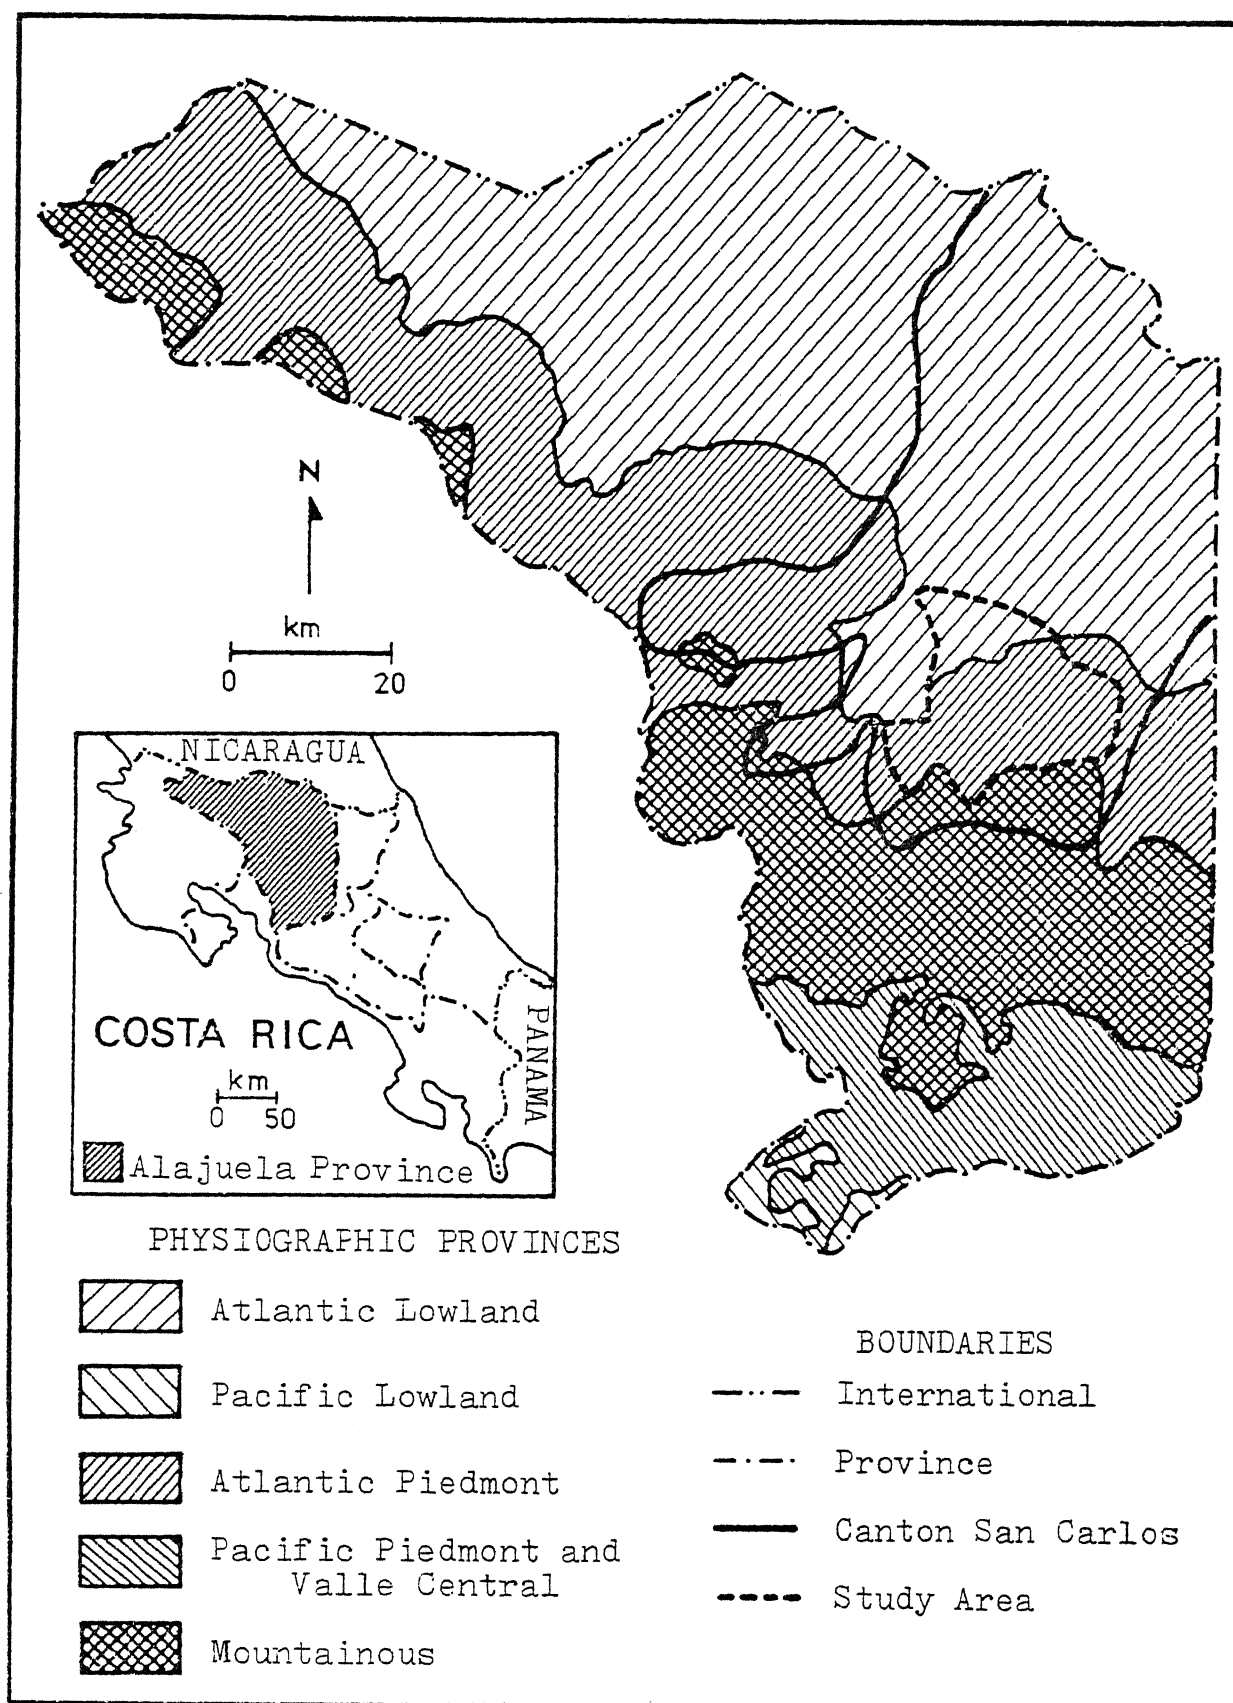 N
km
0 20
NICARAGUA
PANAMA
COSTA RICA
km
0 50
Alajuela Province
PHYSIOGRAPHIC PROVINCES
Atlantic Lowland
Pacific Lowland
Atlantic Piedmont
Pacific Piedmont and
Valle Central
Mountainous
BOUNDARIES
International
Province
Canton San Carlos
Study Area